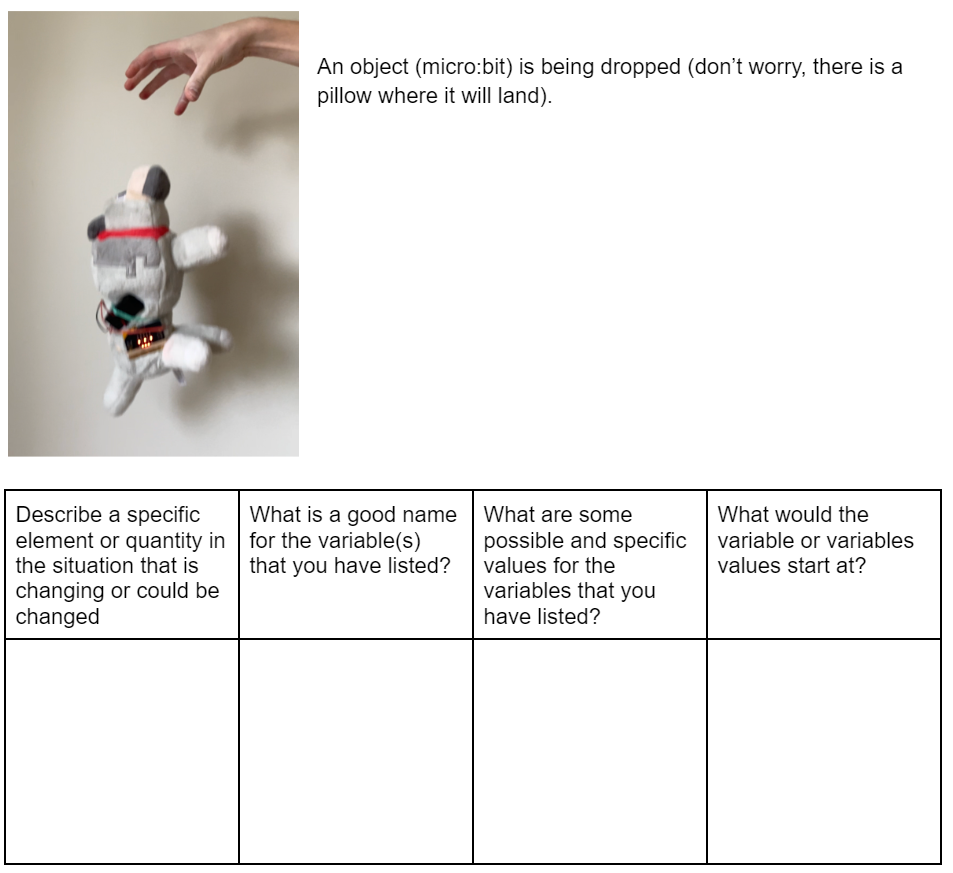 An object (micro:bit) is being dropped (don’t worry, there is a
pillow where it will land).
Describe a specific
element or quantity in
the situation that is
changing or could be
changed
What is a good name
for the variable(s)
that you have listed?
What are some
possible and specific
values for the
variables that you
have listed?
What would the
variable or variables
values start at?